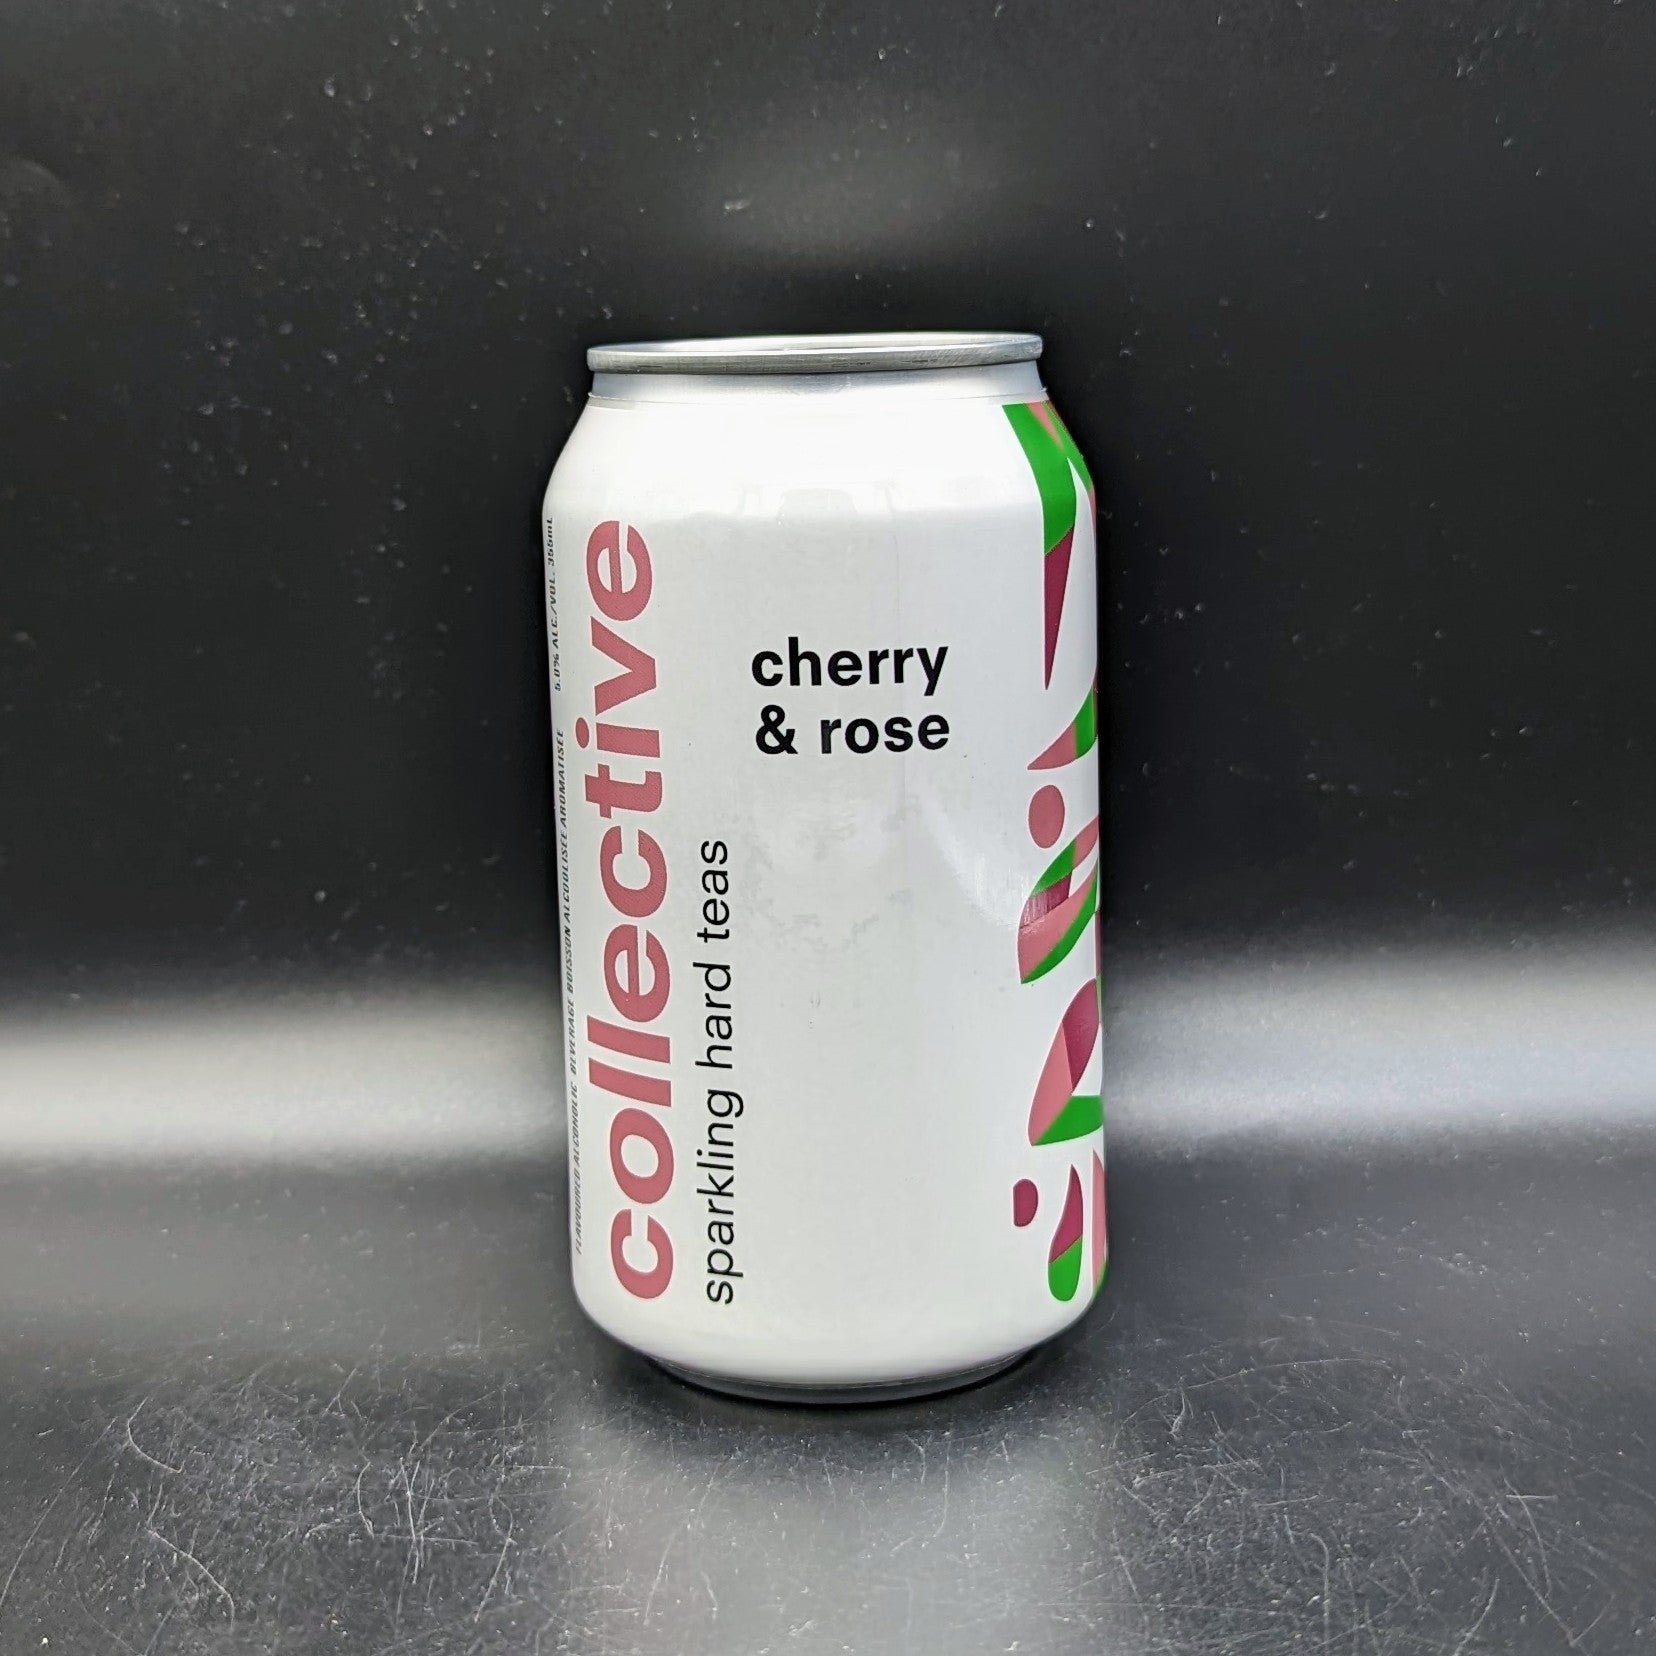 cherry
& rose
collective
sparkling hard teas
FLAVOURED ALCOHOLIC BEVERAGE BOISSON ALCOOLISÉE AROMATISÉE 5.0% ALC./VOL. 355mL